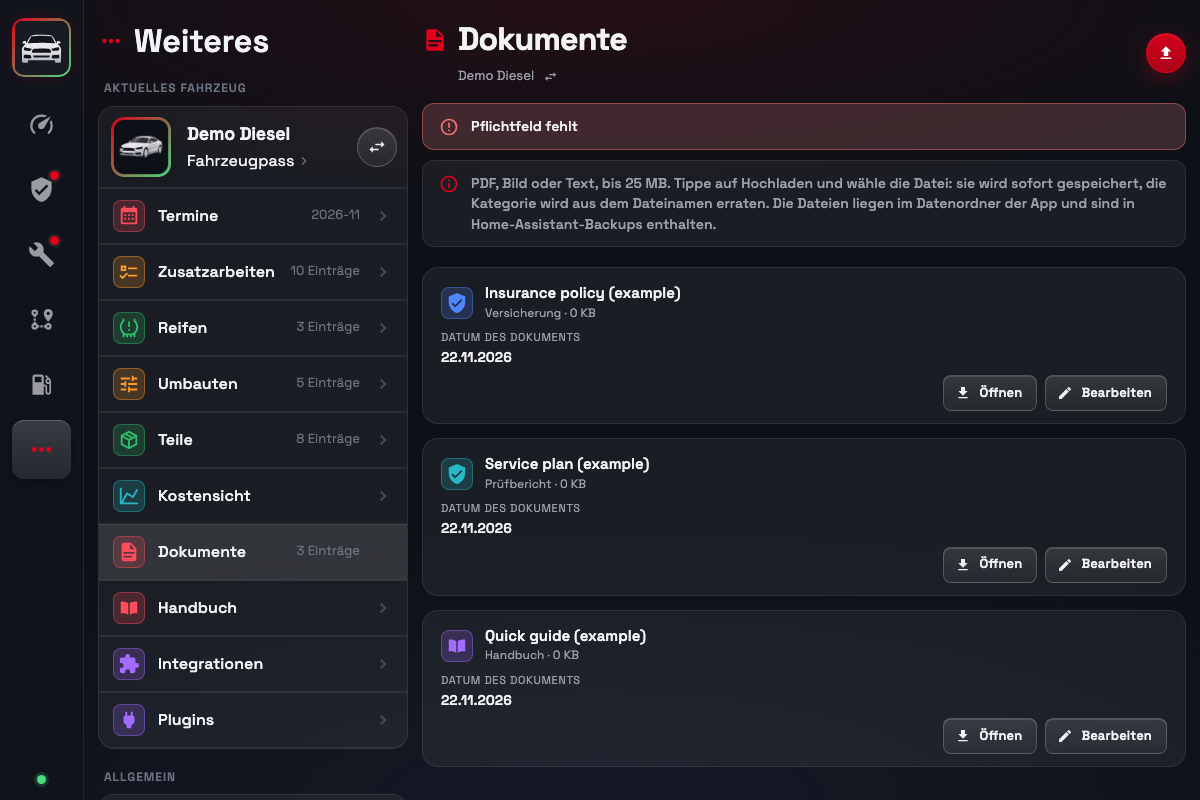 Weiteres
AKTUELLES FAHRZEUG
Demo Diesel
Fahrzeugpass
Termine 2026-11
Zusatzarbeiten 10 Einträge
Reifen 3 Einträge
Umbauten 5 Einträge
Teile 8 Einträge
Kostensicht
Dokumente 3 Einträge
Handbuch
Integrationen
Plugins
ALLGEMEIN
Dokumente
Demo Diesel
Pflichtfeld fehlt
PDF, Bild oder Text, bis 25 MB. Tippe auf Hochladen und wähle die Datei: sie wird sofort gespeichert, die
Kategorie wird aus dem Dateinamen erraten. Die Dateien liegen im Datenordner der App und sind in
Home-Assistant-Backups enthalten.
Insurance policy (example)
Versicherung · 0 KB
DATUM DES DOKUMENTS
22.11.2026
Öffnen Bearbeiten
Service plan (example)
Prüfbericht · 0 KB
DATUM DES DOKUMENTS
22.11.2026
Öffnen Bearbeiten
Quick guide (example)
Handbuch · 0 KB
DATUM DES DOKUMENTS
22.11.2026
Öffnen Bearbeiten